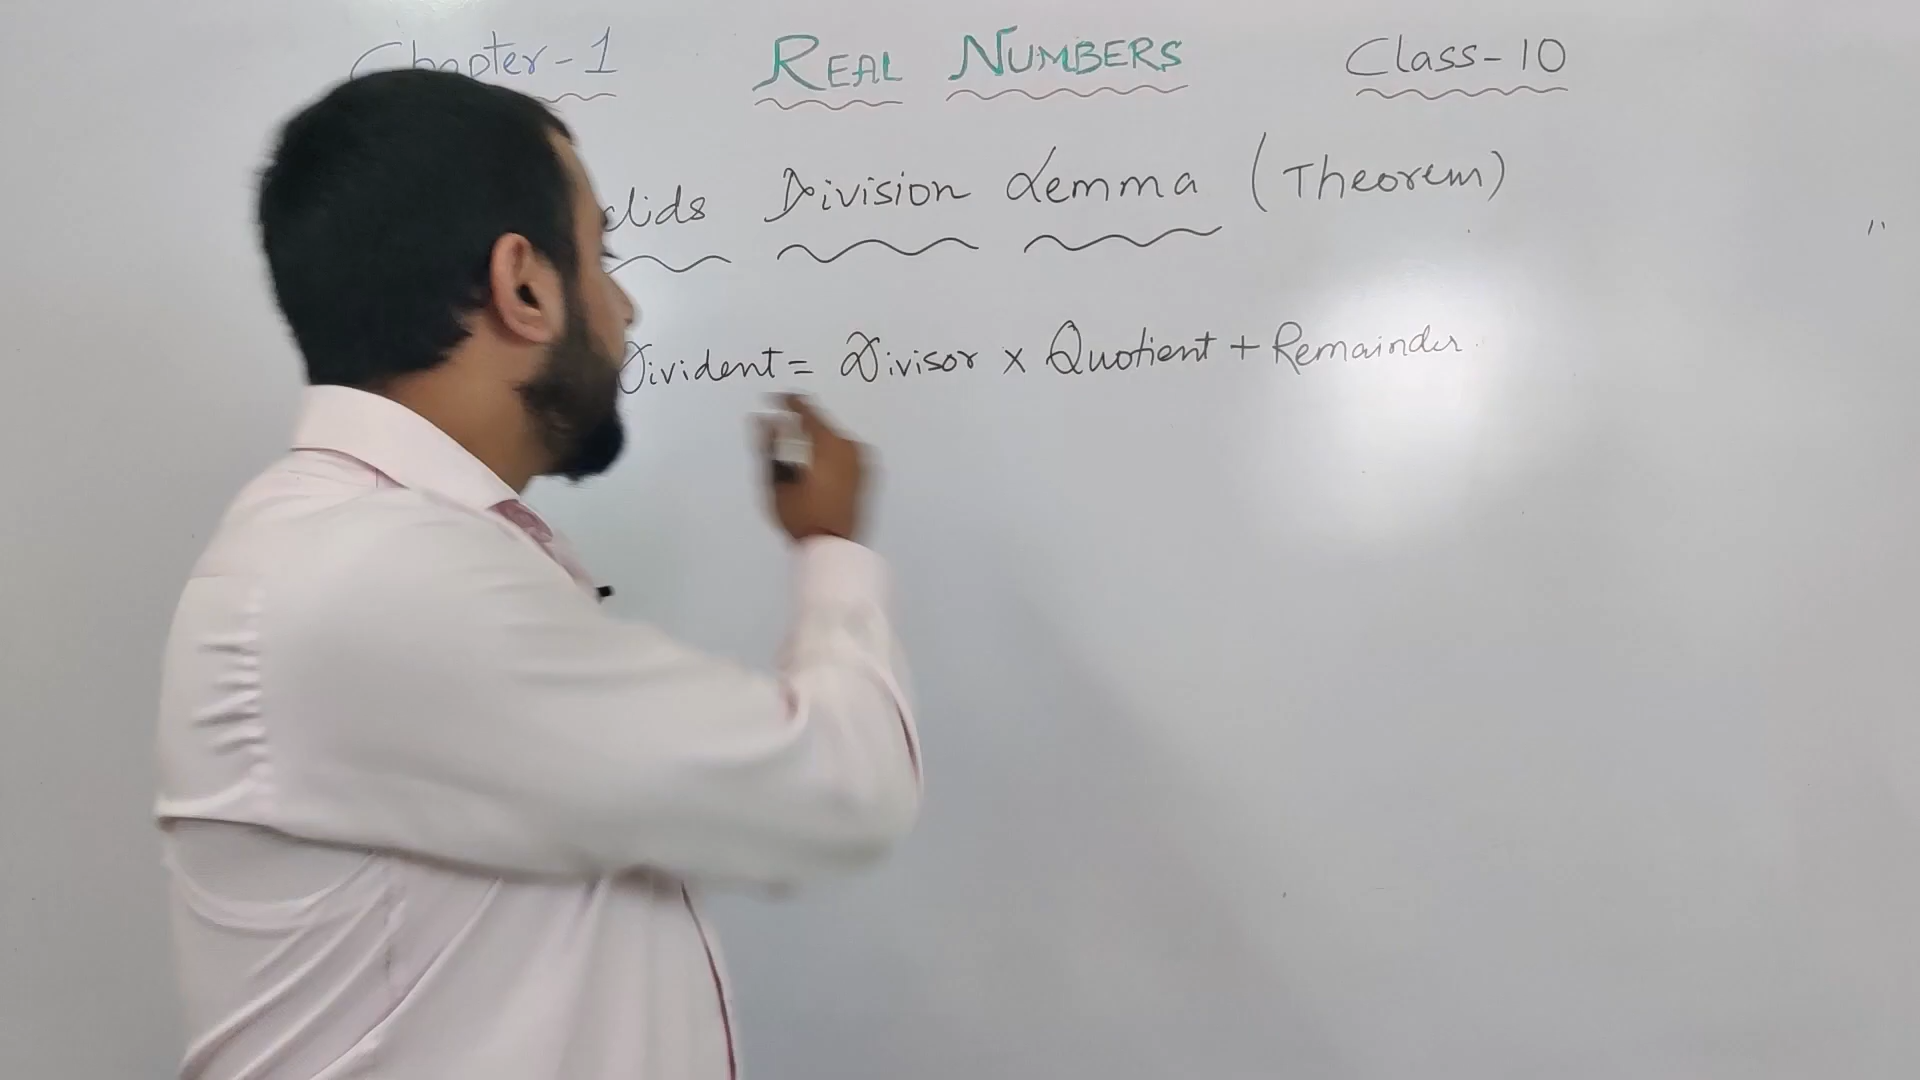 Chapter-1 REAL NUMBERS Class-10
Division Lemma (Theorem)
Divident = Divisor x Quotient + Remainder